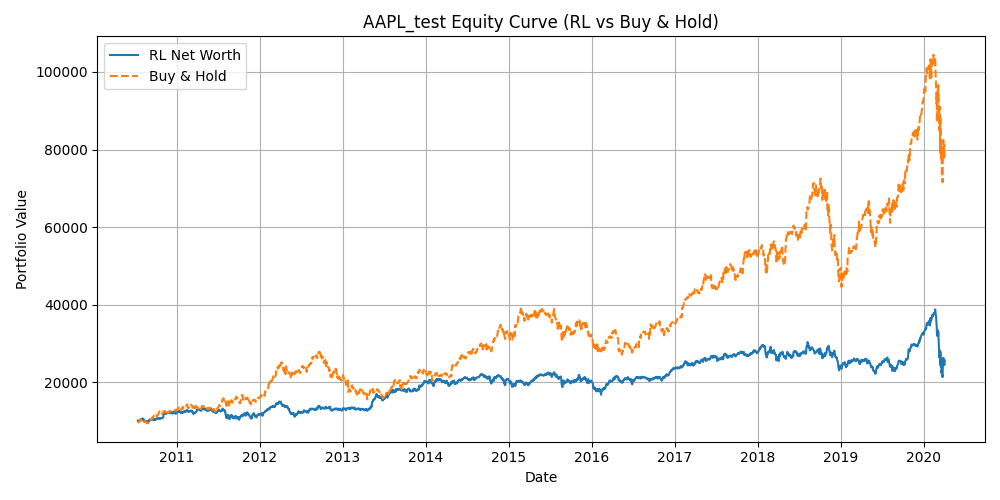 AAPL_test Equity Curve (RL vs Buy & Hold)
RL Net Worth
Buy & Hold
100000
80000
60000
40000
20000
Portfolio Value
2011 2012 2013 2014 2015 2016 2017 2018 2019 2020
Date